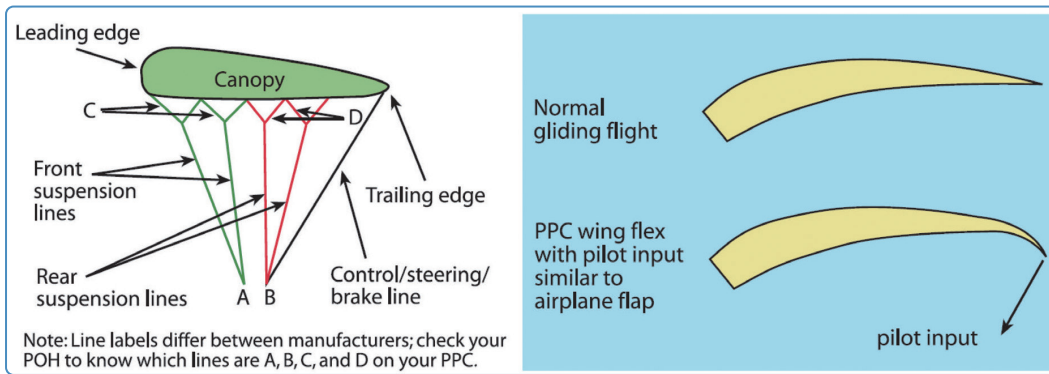 Leading edge
Canopy
C
D
Front
suspension
lines
Trailing edge
Rear
suspension lines
A
B
Control/steering/
brake line
Note: Line labels differ between manufacturers; check your
POH to know which lines are A, B, C, and D on your PPC.
Normal
gliding flight
PPC wing flex
with pilot input
similar to
airplane flap
pilot input